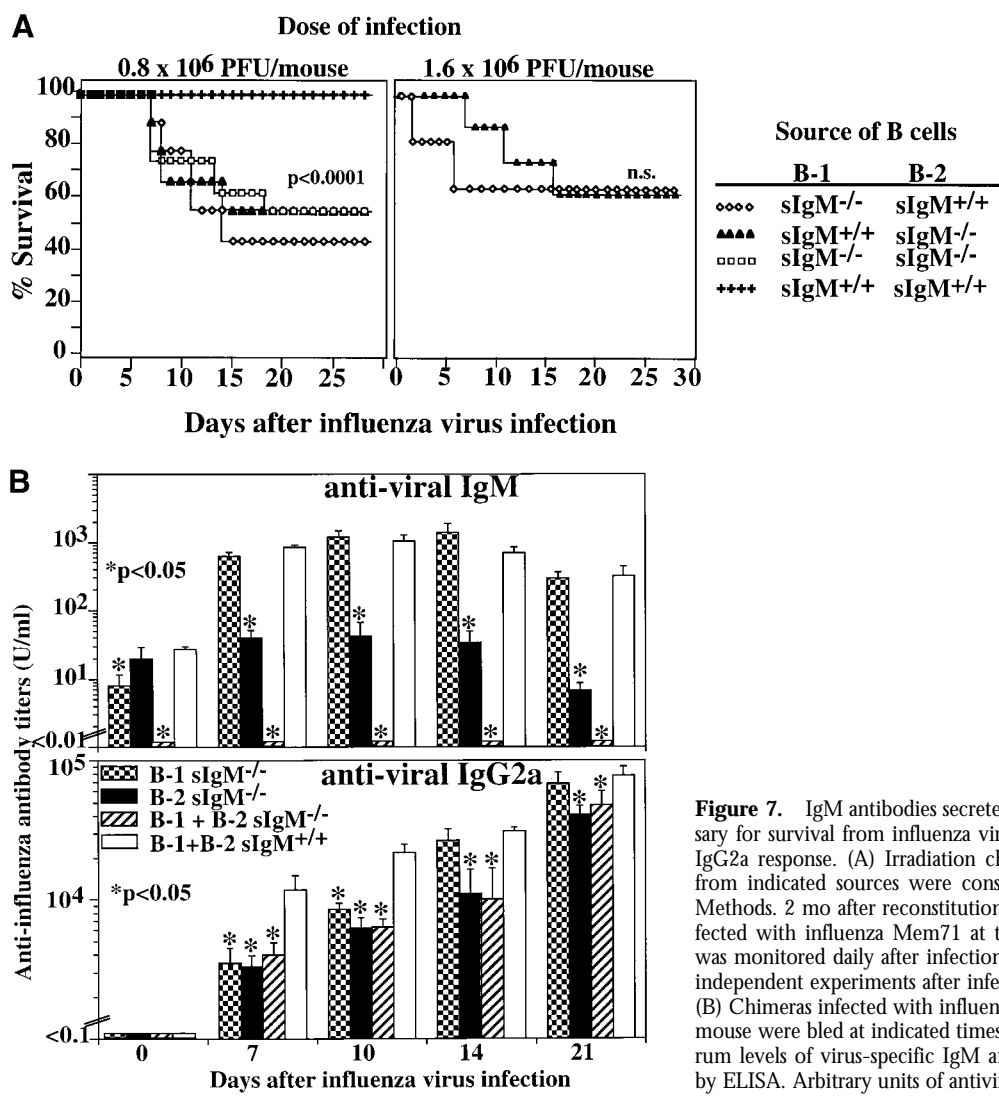 A
Dose of infection
0.8 x 10⁶ PFU/mouse
1.6 x 10⁶ PFU/mouse
% Survival
100
80
60
40
20
0
p<0.0001
n.s.
0 5 10 15 20 25
0 5 10 15 20 25 30
Days after influenza virus infection
Source of B cells
B-1 B-2
sIgM-/- sIgM+/+
sIgM+/+ sIgM-/-
sIgM-/- sIgM-/-
sIgM+/+ sIgM+/+
B
anti-viral IgM
Anti-influenza antibody titers (U/ml)
10³
10²
10¹
<0.01
*p<0.05
* * * * * * * * * *
anti-viral IgG2a
10⁵
10⁴
<0.1
B-1 sIgM-/-
B-2 sIgM-/-
B-1 + B-2 sIgM-/-
B-1+B-2 sIgM+/+
*p<0.05
* * * * * * * * * *
0 7 10 14 21
Days after influenza virus infection
Figure 7. IgM antibodies secrete
sary for survival from influenza vir
IgG2a response. (A) Irradiation ch
from indicated sources were cons
Methods. 2 mo after reconstitution
fected with influenza Mem71 at t
was monitored daily after infection
independent experiments after infe
(B) Chimeras infected with influen
mouse were bled at indicated times
rum levels of virus-specific IgM a
by ELISA. Arbitrary units of antivi